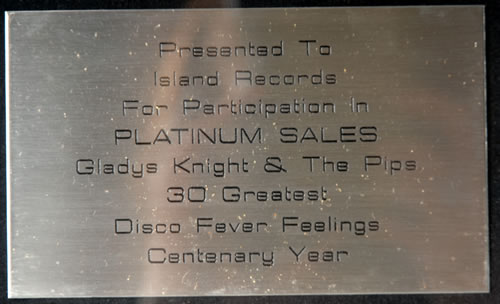 Presented To
Island Records
For Participation In
PLATINUM SALES
Gladys Knight & The Pips
30 Greatest
Disco Fever Feelings
Centenary Year